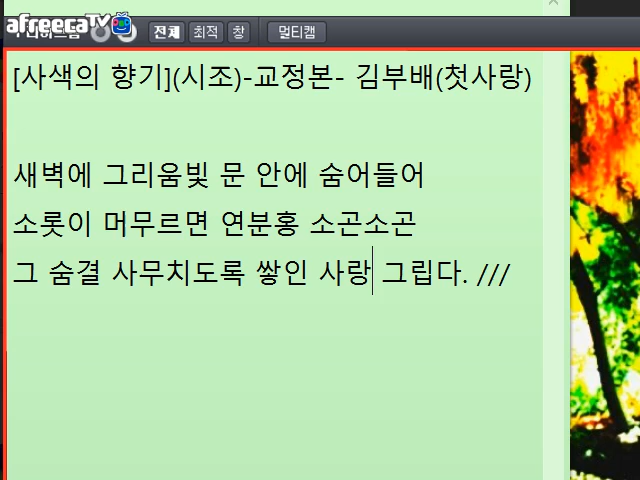 afreecaTV
전체 최적 창 멀티캠
[사색의 향기](시조)-교정본- 김부배(첫사랑)
새벽에 그리움빛 문 안에 숨어들어
소롯이 머무르면 연분홍 소곤소곤
그 숨결 사무치도록 쌓인 사랑 그립다. ///